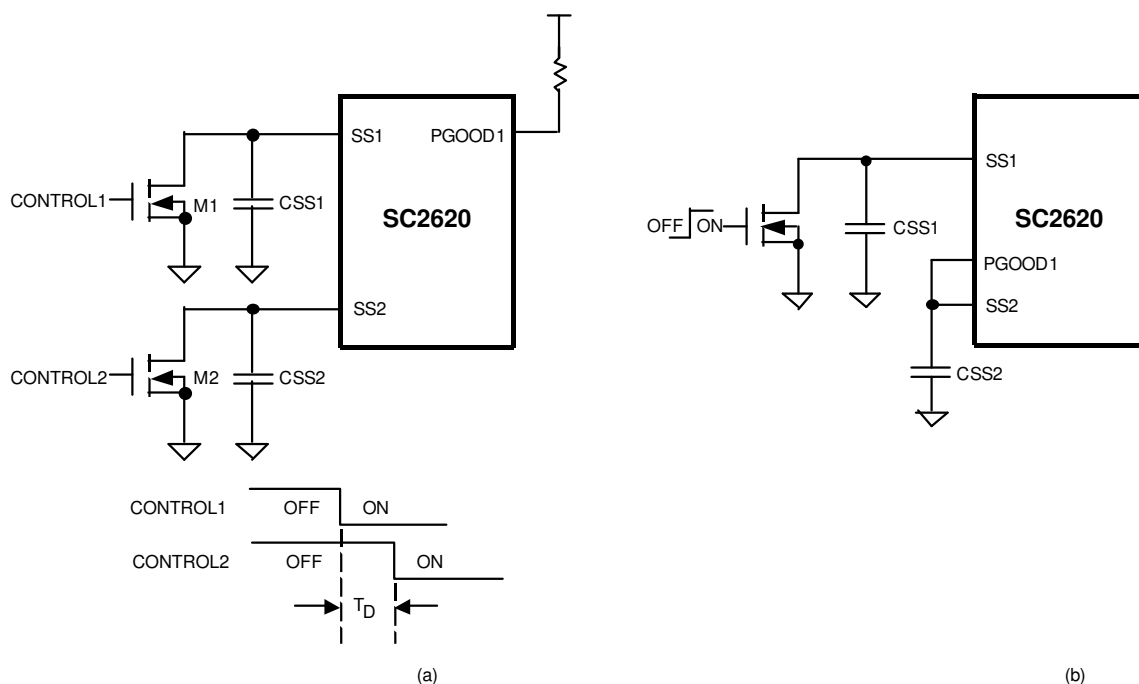 SS1 PGOOD1
CONTROL1 M1 CSS1
SC2620
SS2
CONTROL2 M2 CSS2
CONTROL1 OFF ON
CONTROL2 OFF ON
TD
(a)
SS1
SC2620
OFF ON CSS1
PGOOD1
SS2
CSS2
(b)